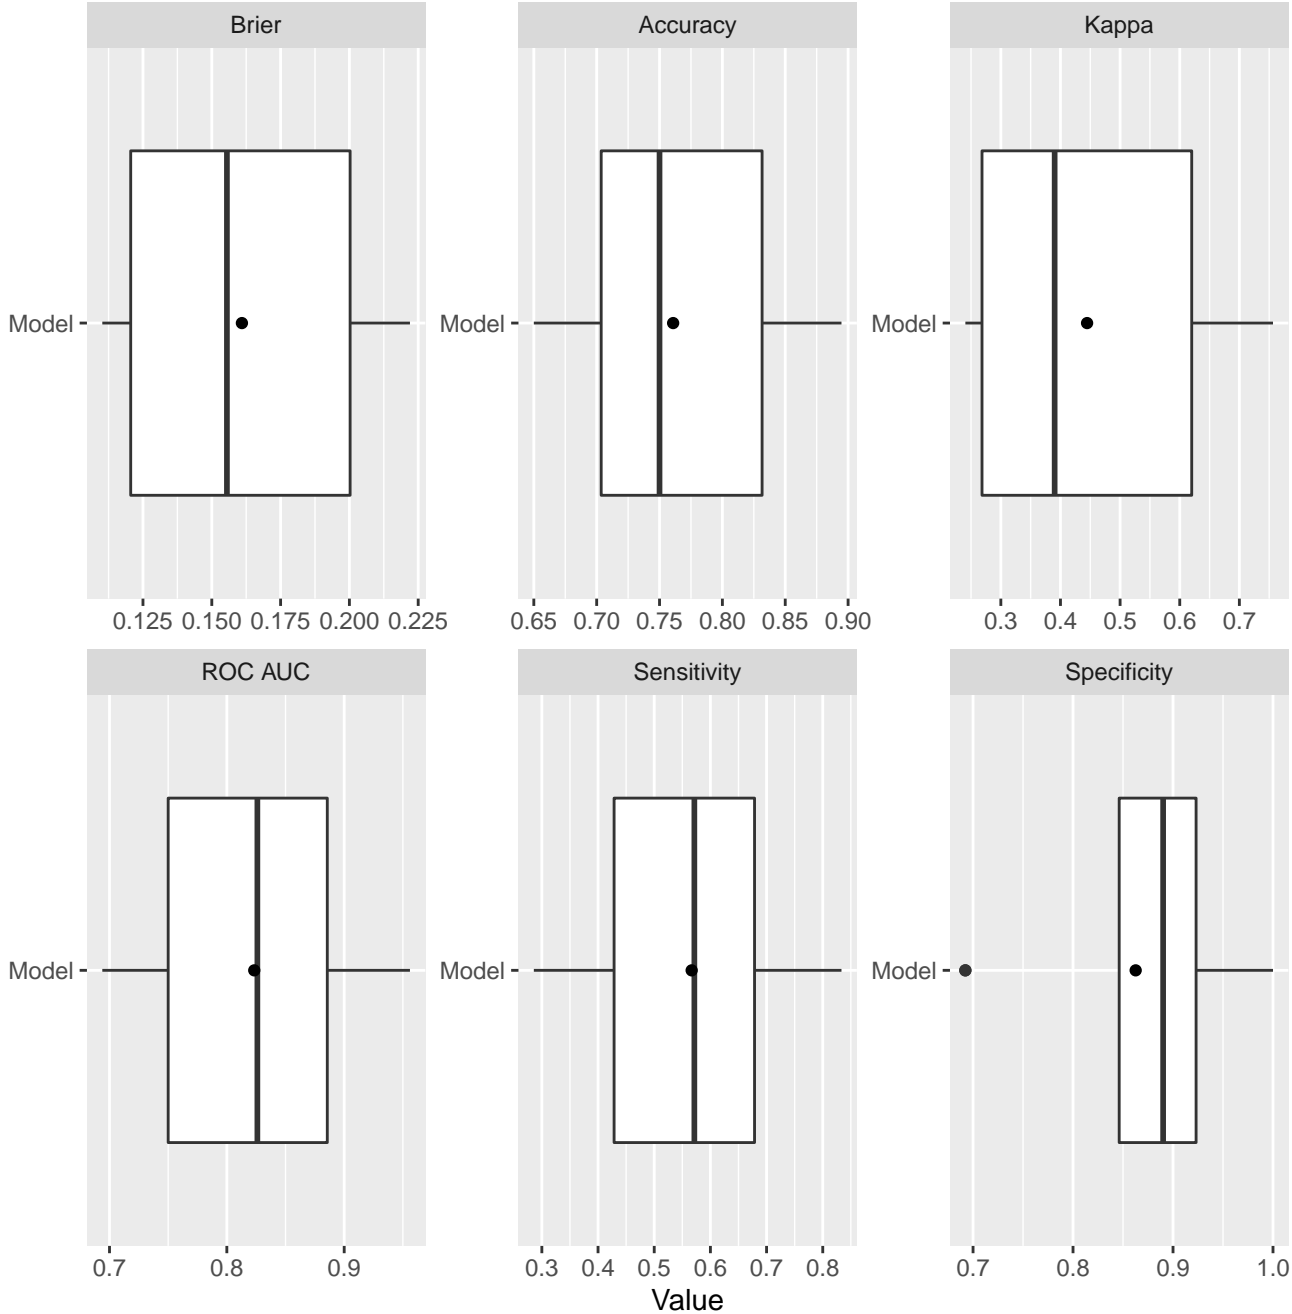 Brier Accuracy Kappa
Model Model Model
0.125 0.150 0.175 0.200 0.225 0.65 0.70 0.75 0.80 0.85 0.90 0.3 0.4 0.5 0.6 0.7
ROC AUC Sensitivity Specificity
Model Model Model
0.7 0.8 0.9 0.3 0.4 0.5 0.6 0.7 0.8 0.7 0.8 0.9 1.0
Value